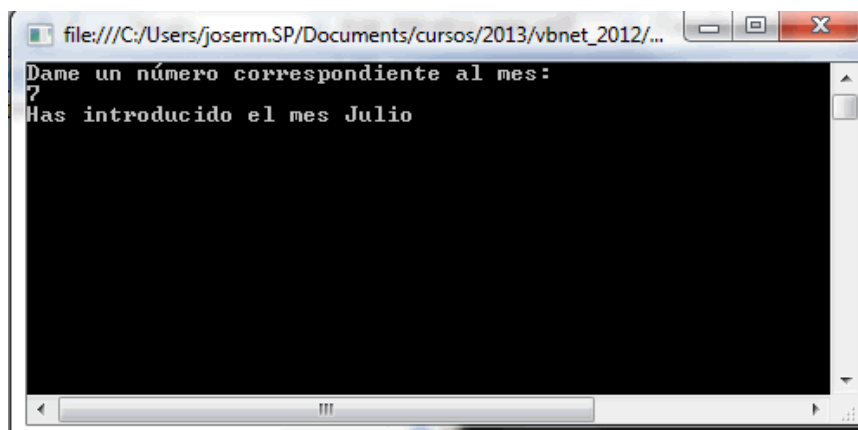 file:///C:/Users/joserm.SP/Documents/cursos/2013/vbnet_2012/...
Dame un número correspondiente al mes:
7
Has introducido el mes Julio